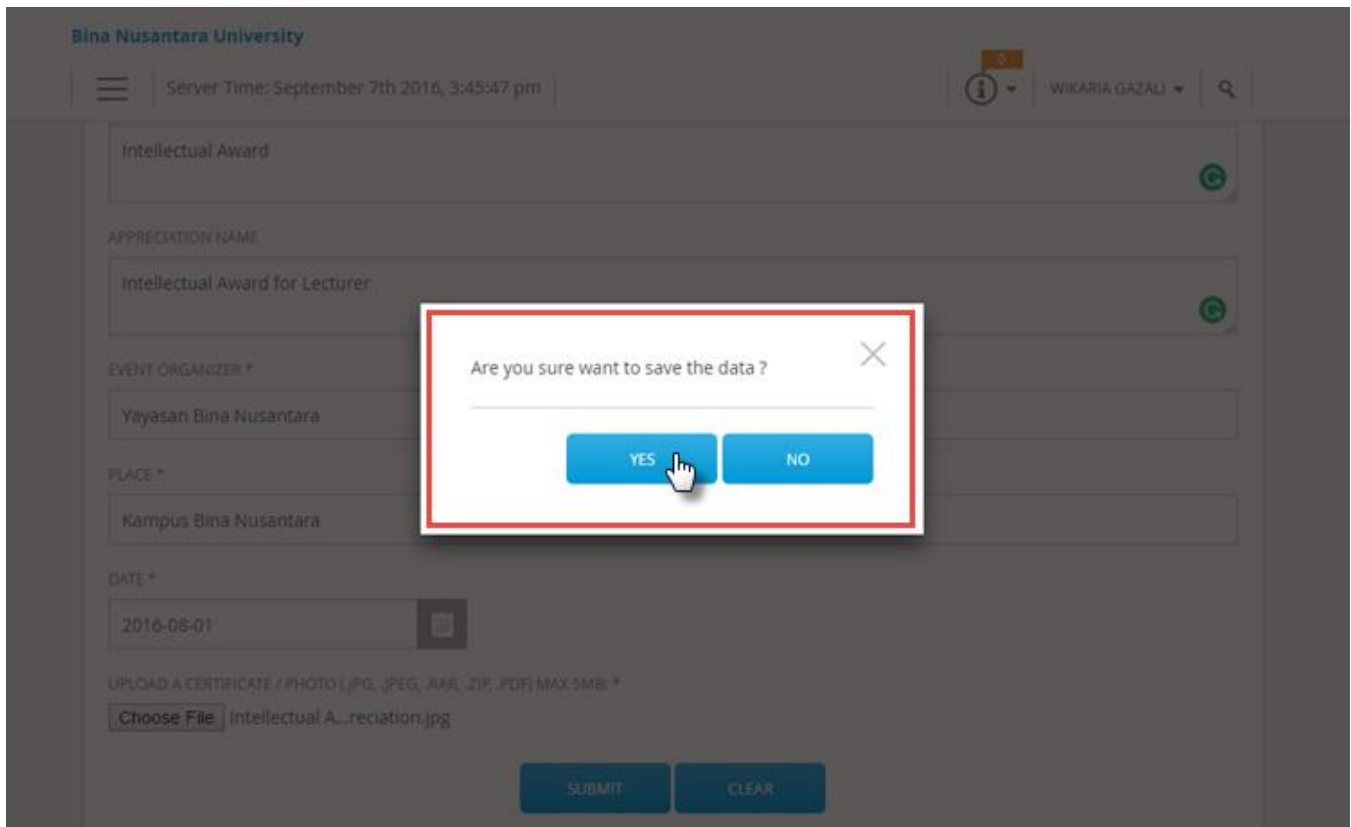 Bina Nusantara University
Server Time: September 7th 2016, 3:45:47 pm
0
WIKARIA GAZALI
Intellectual Award
APPRECIATION NAME
Intellectual Award for Lecturer
Are you sure want to save the data ?
YES
NO
EVENT ORGANIZER *
Yayasan Bina Nusantara
PLACE *
Kampus Bina Nusantara
DATE *
2016-08-01
UPLOAD A CERTIFICATE / PHOTO (.JPG, .JPEG, .RAR, .ZIP, .PDF) MAX 5MB: *
Choose File Intellectual A...reciation.jpg
SUBMIT
CLEAR